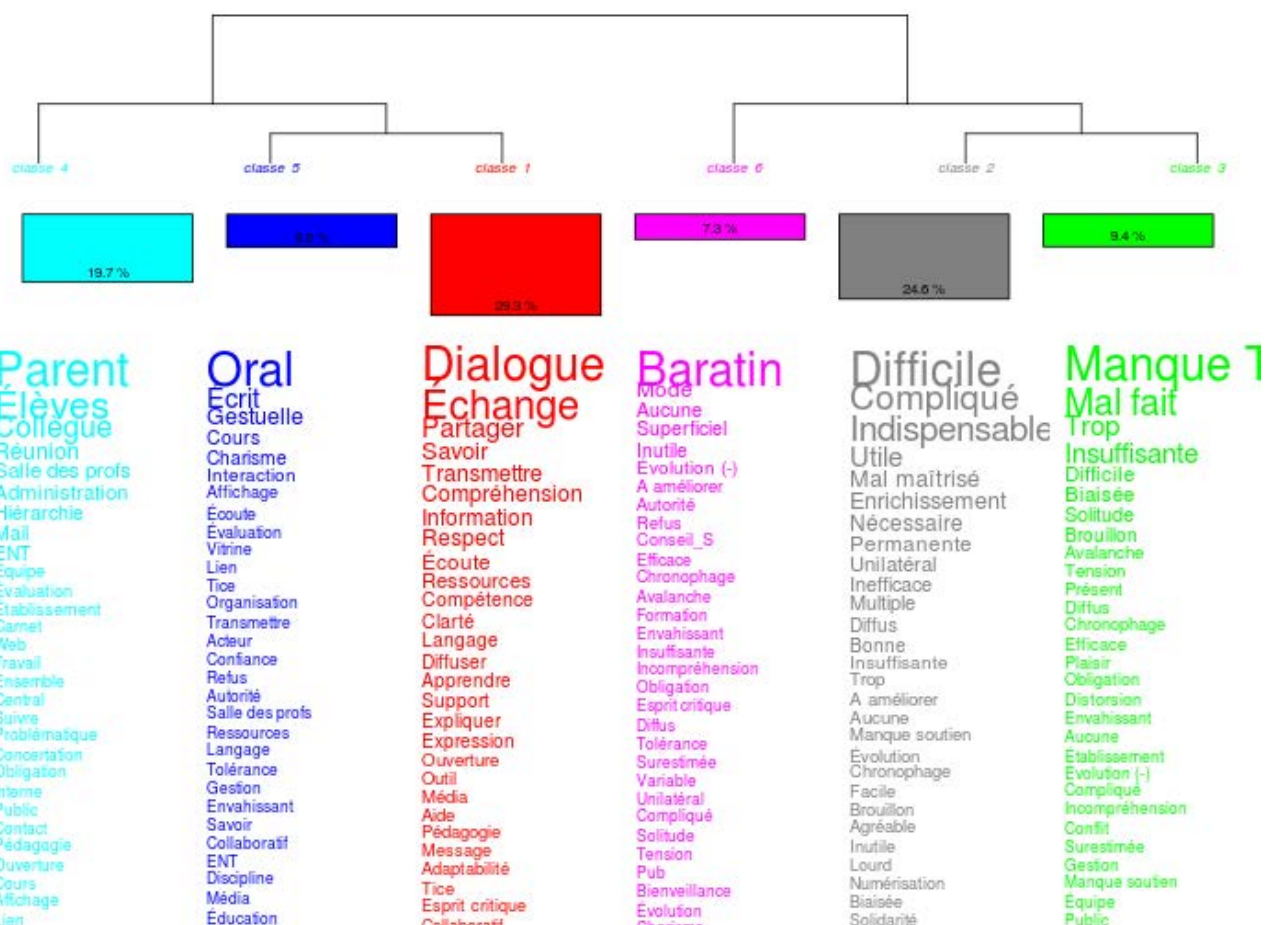 classe 4
classe 5
classe 1
classe 6
classe 2
classe 3
19.7 %
29.3 %
7.3 %
24.6 %
9.4 %
Parent
Élèves
Collègue
Réunion
Salle des profs
Administration
Hiérarchie
Mail
ENT
Équipe
Évaluation
Établissement
Carnet
Web
Travail
Ensemble
Central
Suivre
Problématique
Concertation
Obligation
Interne
Public
Contact
Pédagogie
Ouverture
Cours
Affichage
Lien
Oral
Écrit
Gestuelle
Cours
Charisme
Interaction
Affichage
Écoute
Évaluation
Vitrine
Lien
Tice
Organisation
Transmettre
Acteur
Confiance
Refus
Autorité
Salle des profs
Ressources
Langage
Tolérance
Gestion
Envahissant
Savoir
Collaboratif
ENT
Discipline
Média
Éducation
Dialogue
Échange
Partager
Savoir
Transmettre
Compréhension
Information
Respect
Écoute
Ressources
Compétence
Clarté
Langage
Diffuser
Apprendre
Support
Expliquer
Expression
Ouverture
Outil
Média
Aide
Pédagogie
Message
Adaptabilité
Tice
Esprit critique
Collaboratif
Baratin
Mode
Aucune
Superficiel
Inutile
Évolution (-)
A améliorer
Autorité
Refus
Conseil_S
Efficace
Chronophage
Avalanche
Formation
Envahissant
Insuffisante
Incompréhension
Obligation
Esprit critique
Diffus
Tolérance
Surestimée
Variable
Unilatéral
Compliqué
Solitude
Tension
Pub
Bienveillance
Évolution
Charisme
Difficile
Compliqué
Indispensable
Utile
Mal maîtrisé
Enrichissement
Nécessaire
Permanente
Unilatéral
Inefficace
Multiple
Diffus
Bonne
Insuffisante
Trop
A améliorer
Aucune
Manque soutien
Évolution
Chronophage
Facile
Brouillon
Agréable
Inutile
Lourd
Numérisation
Biaisée
Solidarité
Manque T
Mal fait
Trop
Insuffisante
Difficile
Biaisée
Solitude
Brouillon
Avalanche
Tension
Présent
Diffus
Chronophage
Efficace
Plaisir
Obligation
Distorsion
Envahissant
Aucune
Établissement
Évolution (-)
Compliqué
Incompréhension
Conflit
Surestimée
Gestion
Manque soutien
Équipe
Public